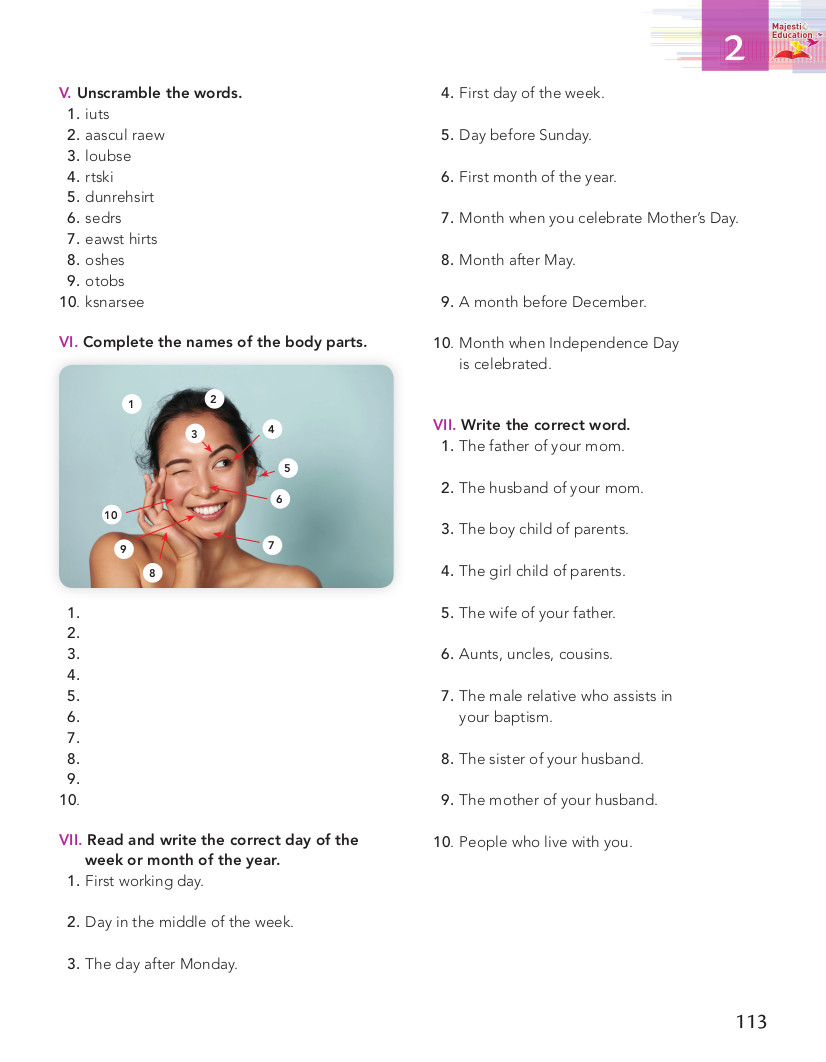 2
Majesti
Education
V. Unscramble the words.
1. iuts
2. aascul raew
3. loubse
4. rtski
5. dunrehsirt
6. sedrs
7. eawst hirts
8. oshes
9. otobs
10. ksnarsee
VI. Complete the names of the body parts.
1
2
3
4
5
6
10
7
9
8
1.
2.
3.
4.
5.
6.
7.
8.
9.
10.
VII. Read and write the correct day of the
week or month of the year.
1. First working day.
2. Day in the middle of the week.
3. The day after Monday.
4. First day of the week.
5. Day before Sunday.
6. First month of the year.
7. Month when you celebrate Mother’s Day.
8. Month after May.
9. A month before December.
10. Month when Independence Day
is celebrated.
VII. Write the correct word.
1. The father of your mom.
2. The husband of your mom.
3. The boy child of parents.
4. The girl child of parents.
5. The wife of your father.
6. Aunts, uncles, cousins.
7. The male relative who assists in
your baptism.
8. The sister of your husband.
9. The mother of your husband.
10. People who live with you.
113